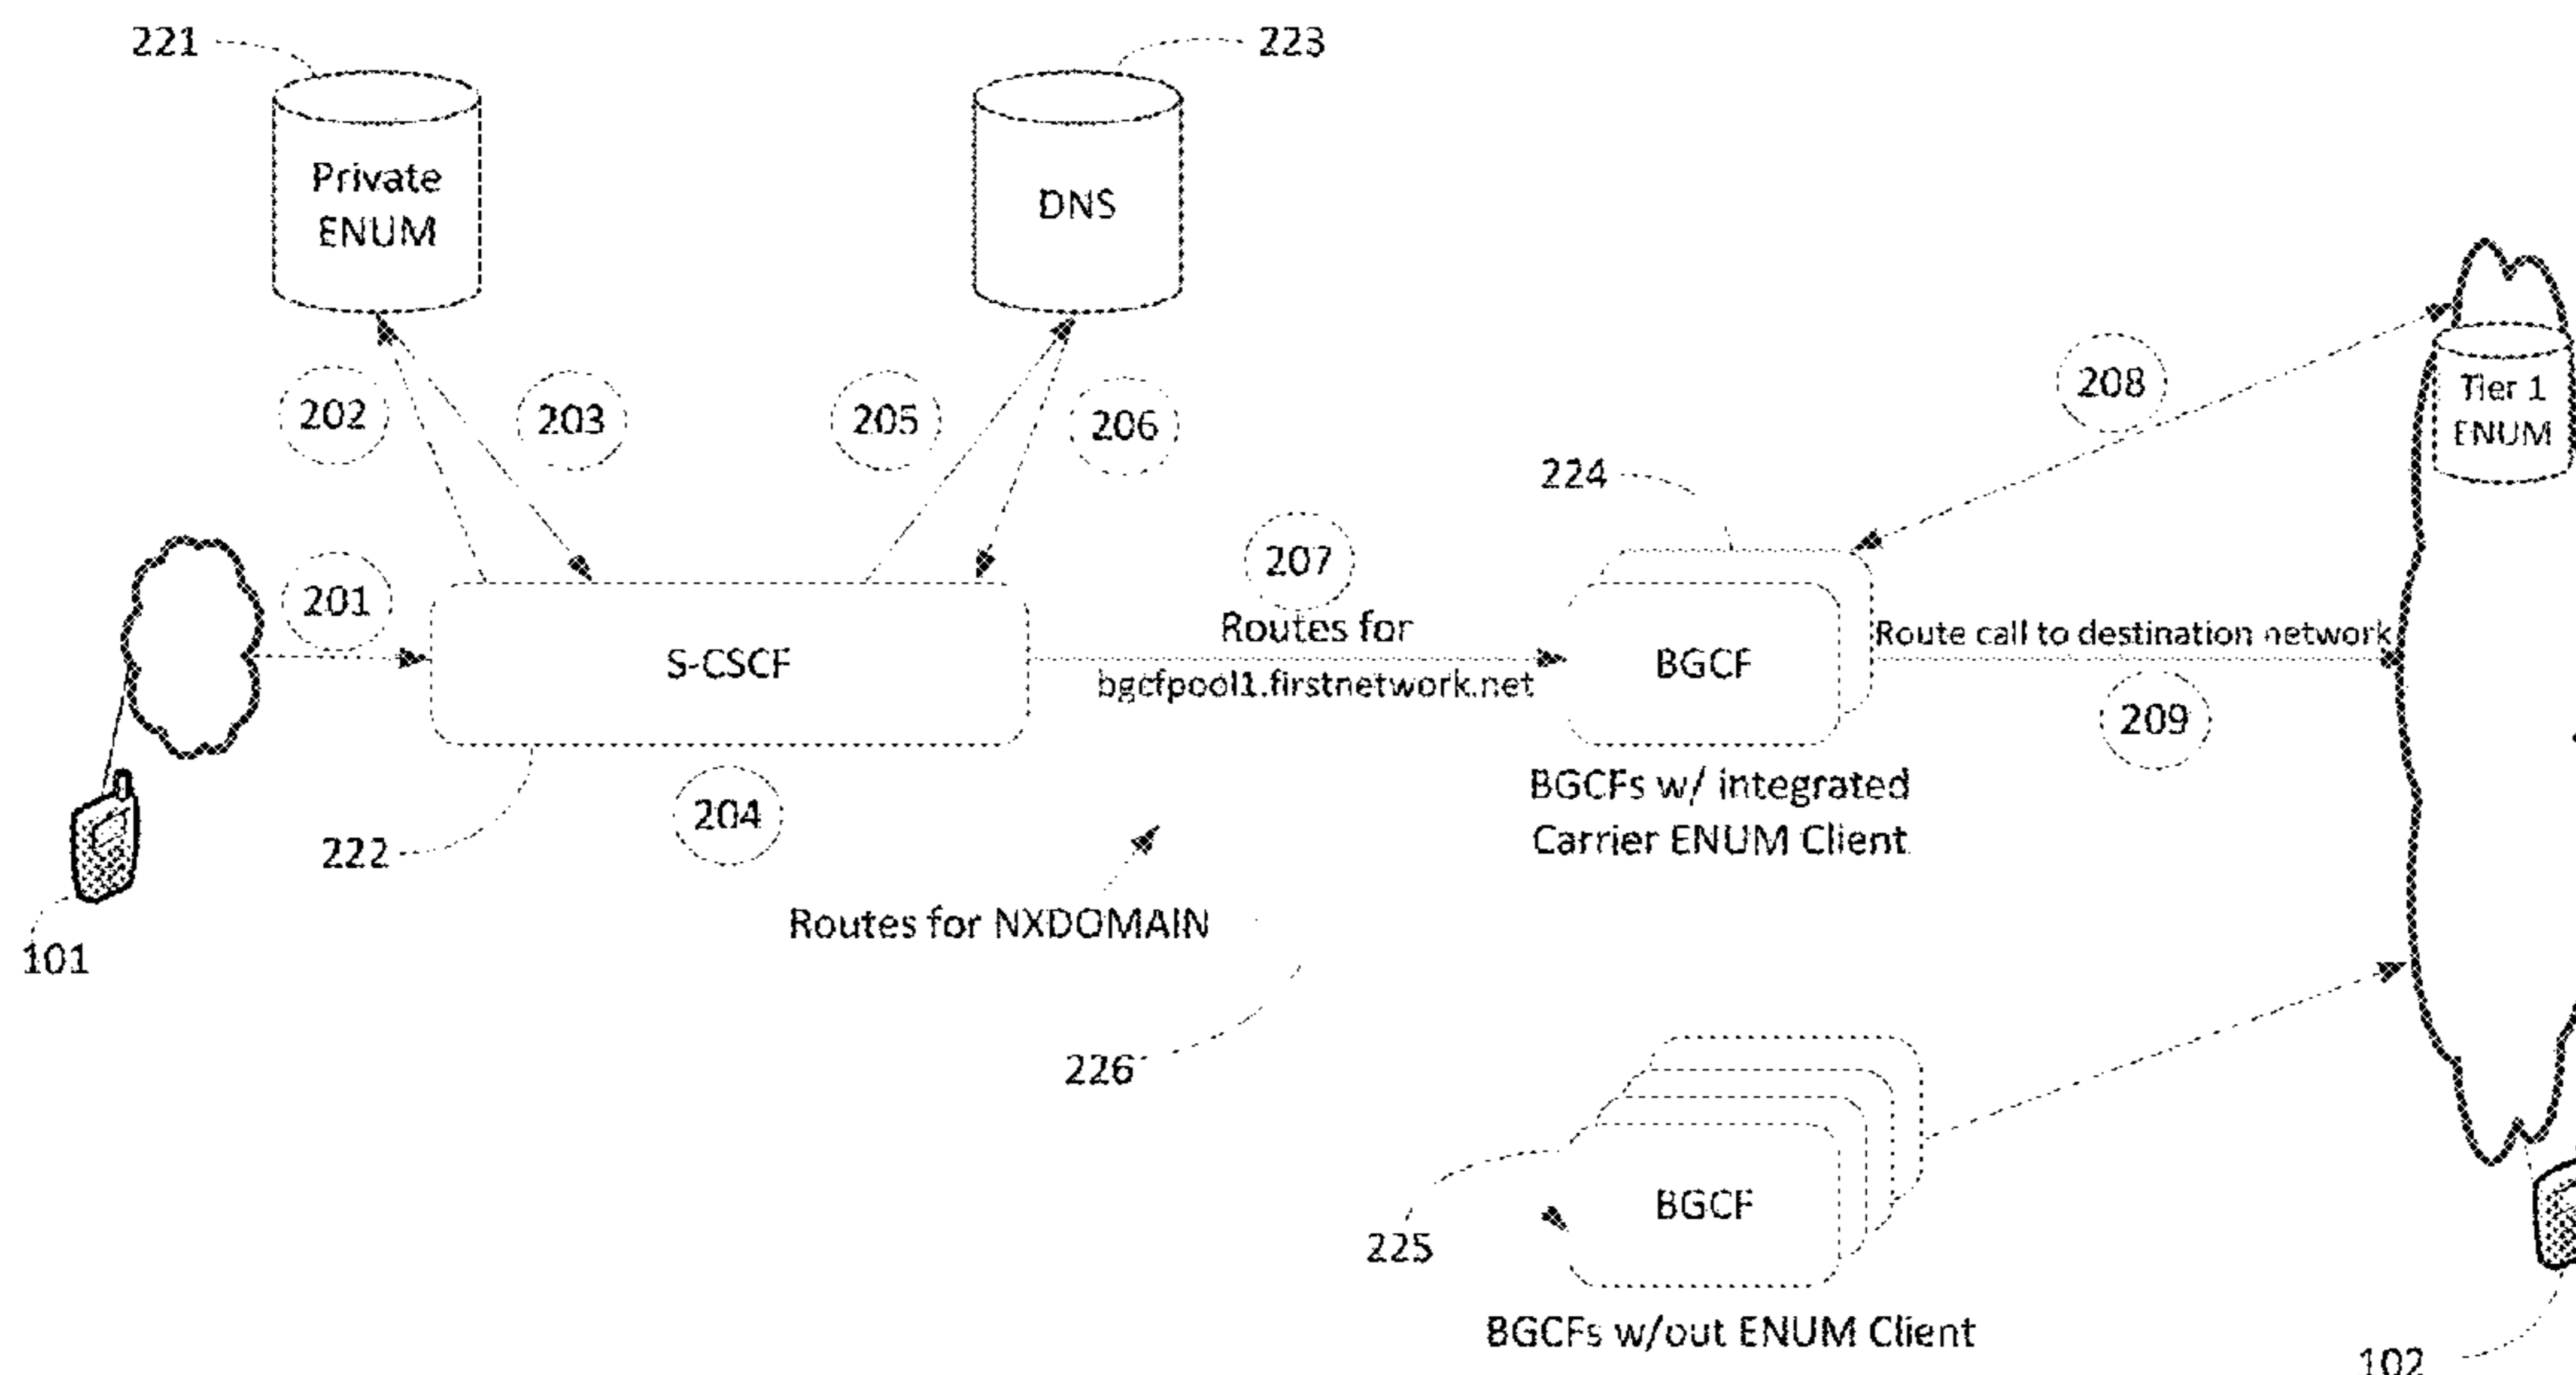 221
223
Private
ENUM
DNS
202
203
205
206
208
Tier 1
ENUM
224
201
207
Routes for
bgcfpool1.firstnetwork.net
S-CSCF
BGCF
Route call to destination network
209
BGCFs w/ integrated
Carrier ENUM Client
204
222
101
Routes for NXDOMAIN
226
BGCF
225
BGCFs w/out ENUM Client
102